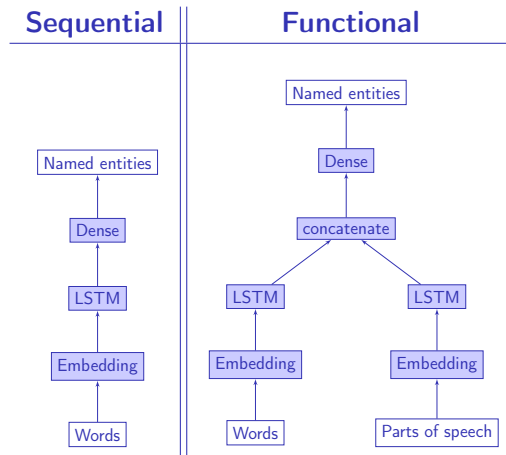 Sequential
Functional
Named entities
Dense
LSTM
Embedding
Words
Named entities
Dense
concatenate
LSTM
LSTM
Embedding
Embedding
Words
Parts of speech